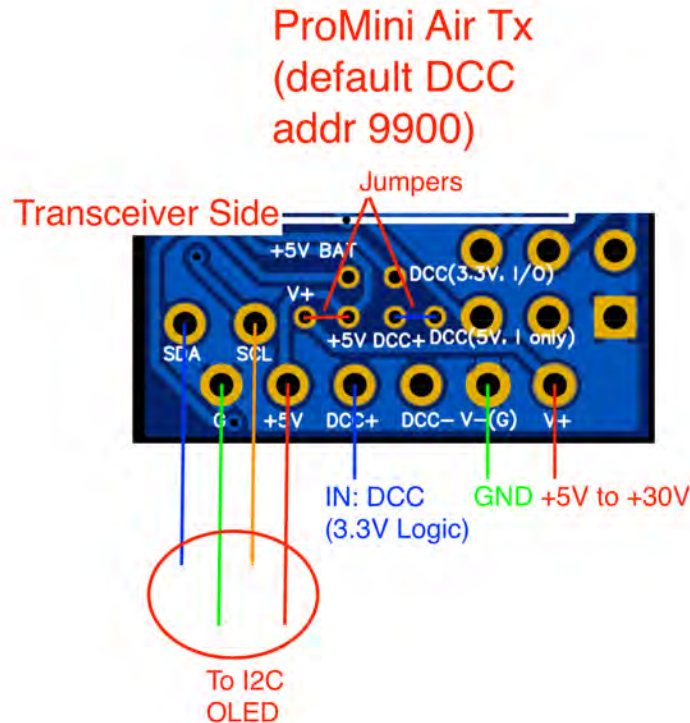 ProMini Air Tx
(default DCC
addr 9900)
Jumpers
Transceiver Side
+5V BAT
DCC(3.3V. I/O)
V+
+5V DCC+ DCC(5V. I only)
SDA SCL
G +5V DCC+ DCC- V-(G) V+
IN: DCC GND +5V to +30V
(3.3V Logic)
To I2C
OLED